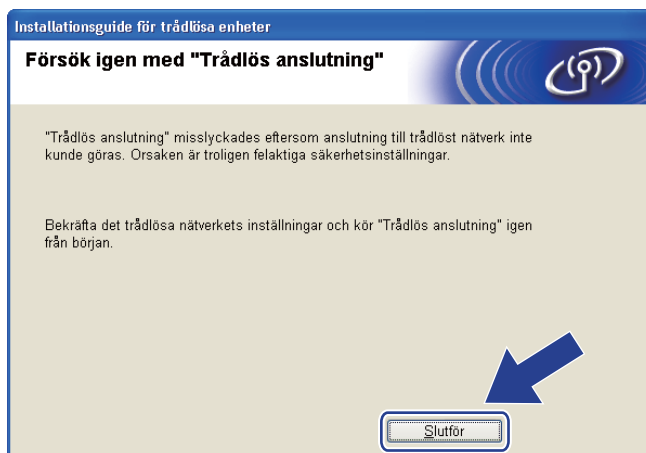 Installationsguide för trådlösa enheter
Försök igen med "Trådlös anslutning"
"Trådlös anslutning" misslyckades eftersom anslutning till trådlöst nätverk inte
kunde göras. Orsaken är troligen felaktiga säkerhetsinställningar.
Bekräfta det trådlösa nätverkets inställningar och kör "Trådlös anslutning" igen
från början.
Slutför